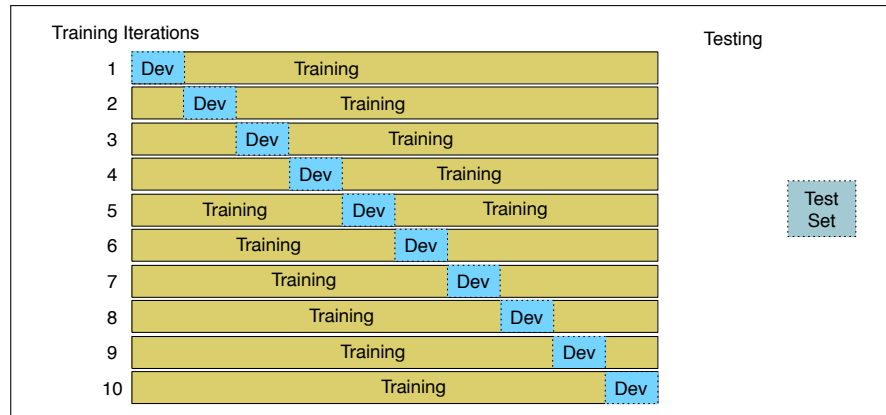 Training Iterations
Testing
1 Dev Training
2 Dev Training
3 Dev Training
4 Dev Training
5 Training Dev Training
6 Training Dev
7 Training Dev
8 Training Dev
9 Training Dev
10 Training Dev
Test
Set